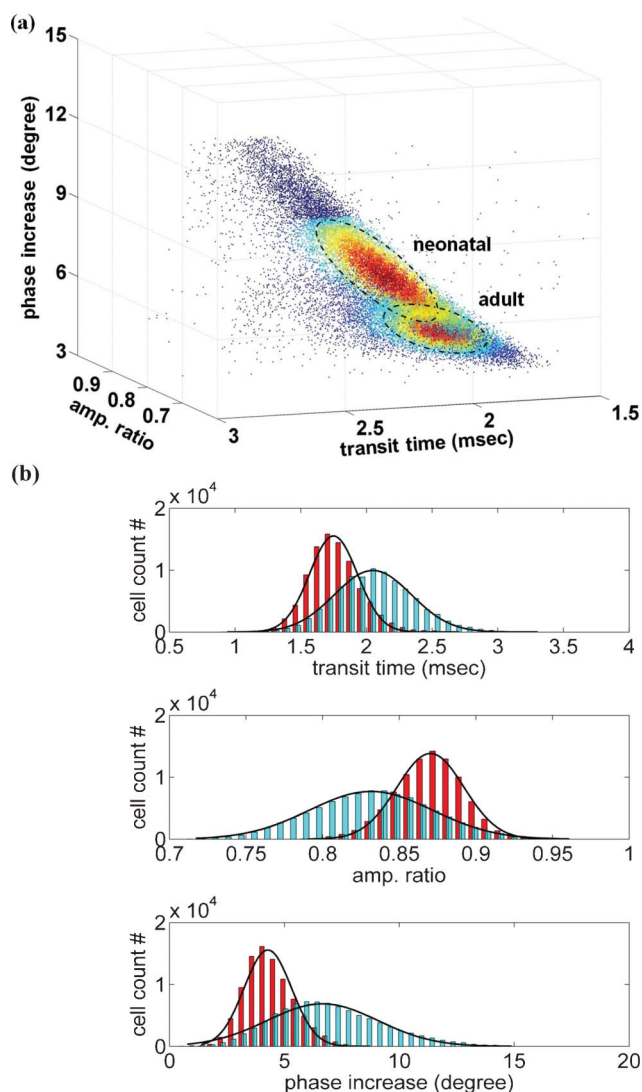 (a)
15
12
9
6
3
phase increase (degree)
0.9
0.8
0.7
amp. ratio
3
2.5
2
1.5
transit time (msec)
neonatal
adult
(b)
2 x 10^4
1
0
cell count #
0.5 1 1.5 2 2.5 3 3.5 4
transit time (msec)
2 x 10^4
1
0
cell count #
0.7 0.75 0.8 0.85 0.9 0.95 1
amp. ratio
2 x 10^4
1
0
cell count #
0 5 10 15 20
phase increase (degree)